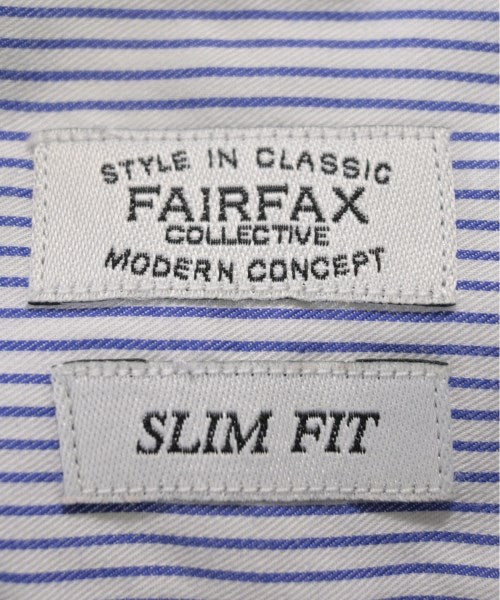 STYLE IN CLASSIC
FAIRFAX
COLLECTIVE
MODERN CONCEPT
SLIM FIT